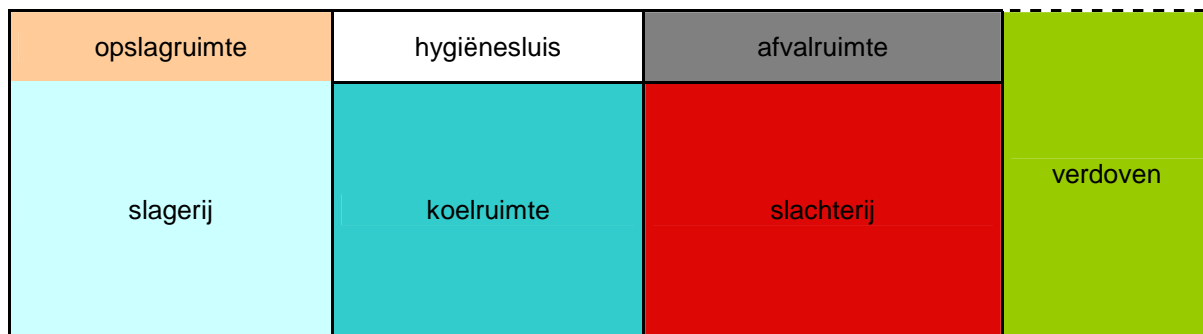 opslagruimte hygiënesluis afvalruimte
verdoven
slagerij koelruimte slachterij